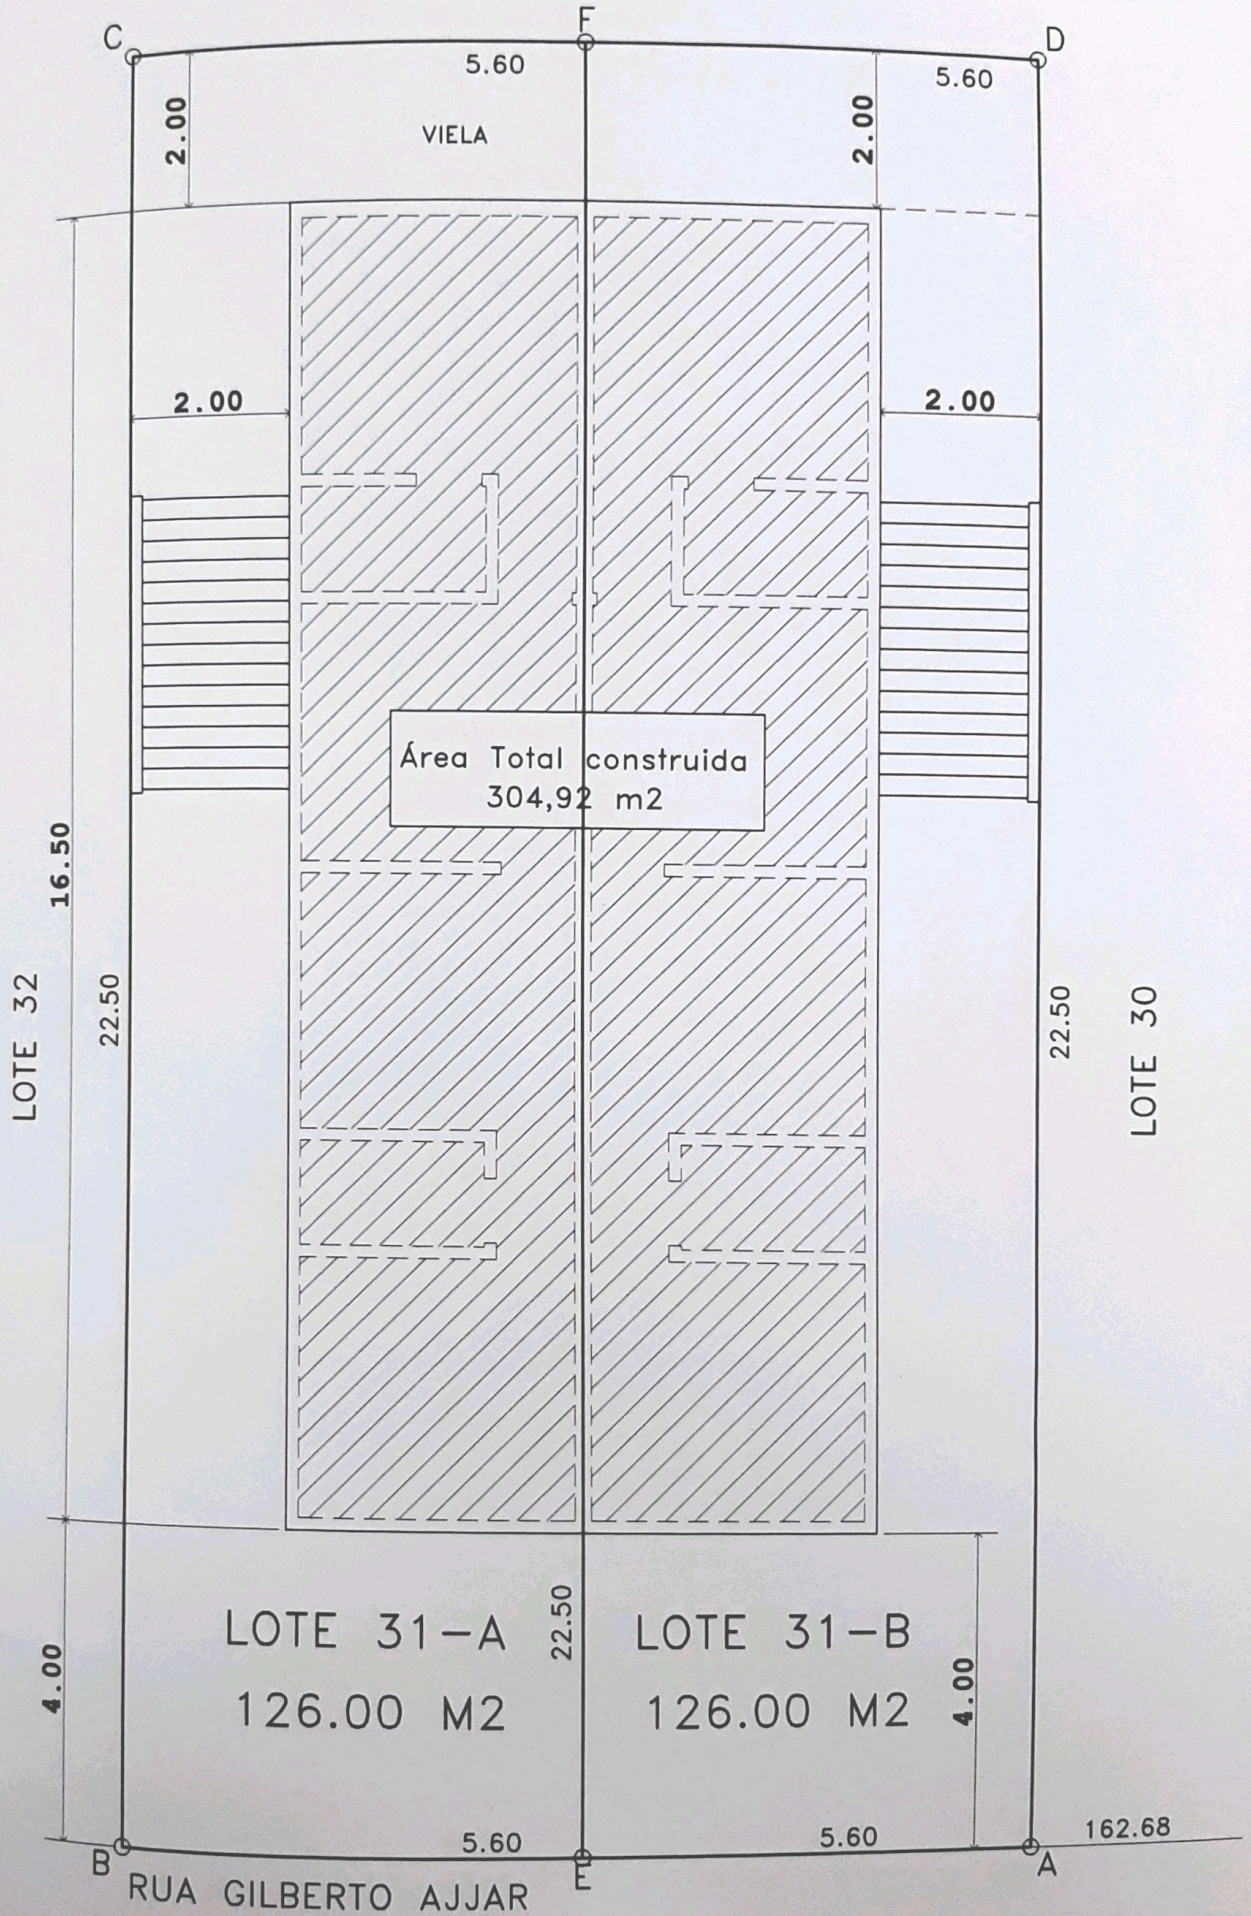 C
F
D
5.60
5.60
2.00
2.00
VIELA
2.00
2.00
Área Total construida
304,92 m2
16.50
LOTE 32
22.50
22.50
LOTE 30
LOTE 31-A
22.50
LOTE 31-B
126.00 M2
126.00 M2
4.00
4.00
5.60
5.60
162.68
B
E
A
RUA GILBERTO AJJAR